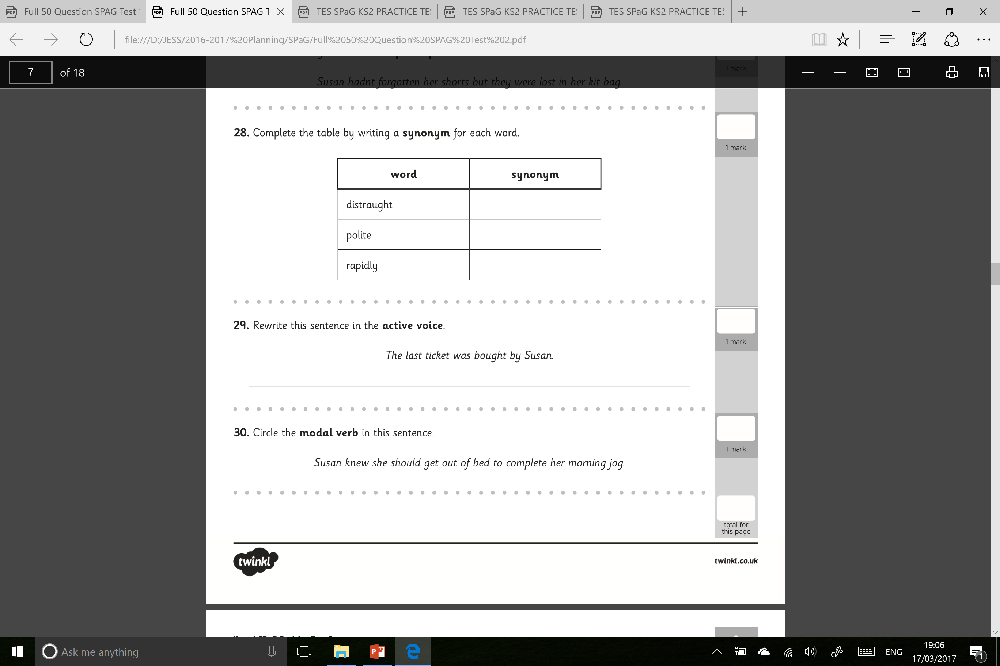 Full 50 Question SPAG Test
Full 50 Question SPAG T
TES SPaG KS2 PRACTICE TES
TES SPaG KS2 PRACTICE TES
TES SPaG KS2 PRACTICE TES
file:///D:/JESS/2016-2017%20Planning/SPaG/Full%2050%20Question%20SPAG%20Test%202.pdf
7 of 18
1 mark
Susan hadnt forgotten her shorts but they were lost in her kit bag.
28. Complete the table by writing a synonym for each word.
1 mark
word synonym
distraught
polite
rapidly
29. Rewrite this sentence in the active voice.
1 mark
The last ticket was bought by Susan.
30. Circle the modal verb in this sentence.
1 mark
Susan knew she should get out of bed to complete her morning jog.
total for
this page
twinkl
twinkl.co.uk
Ask me anything
ENG
19:06
17/03/2017
1